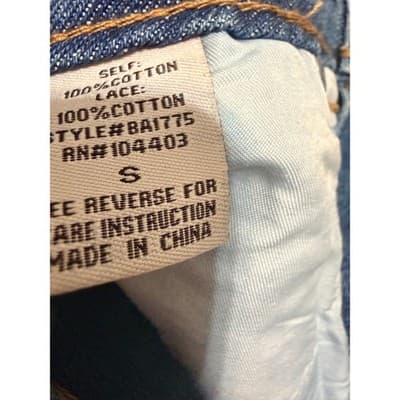 SELF:
100%COTTON
LACE:
100%COTTON
STYLE#BA1775
RN#104403
S
EE REVERSE FOR
ARE INSTRUCTION
MADE IN CHINA